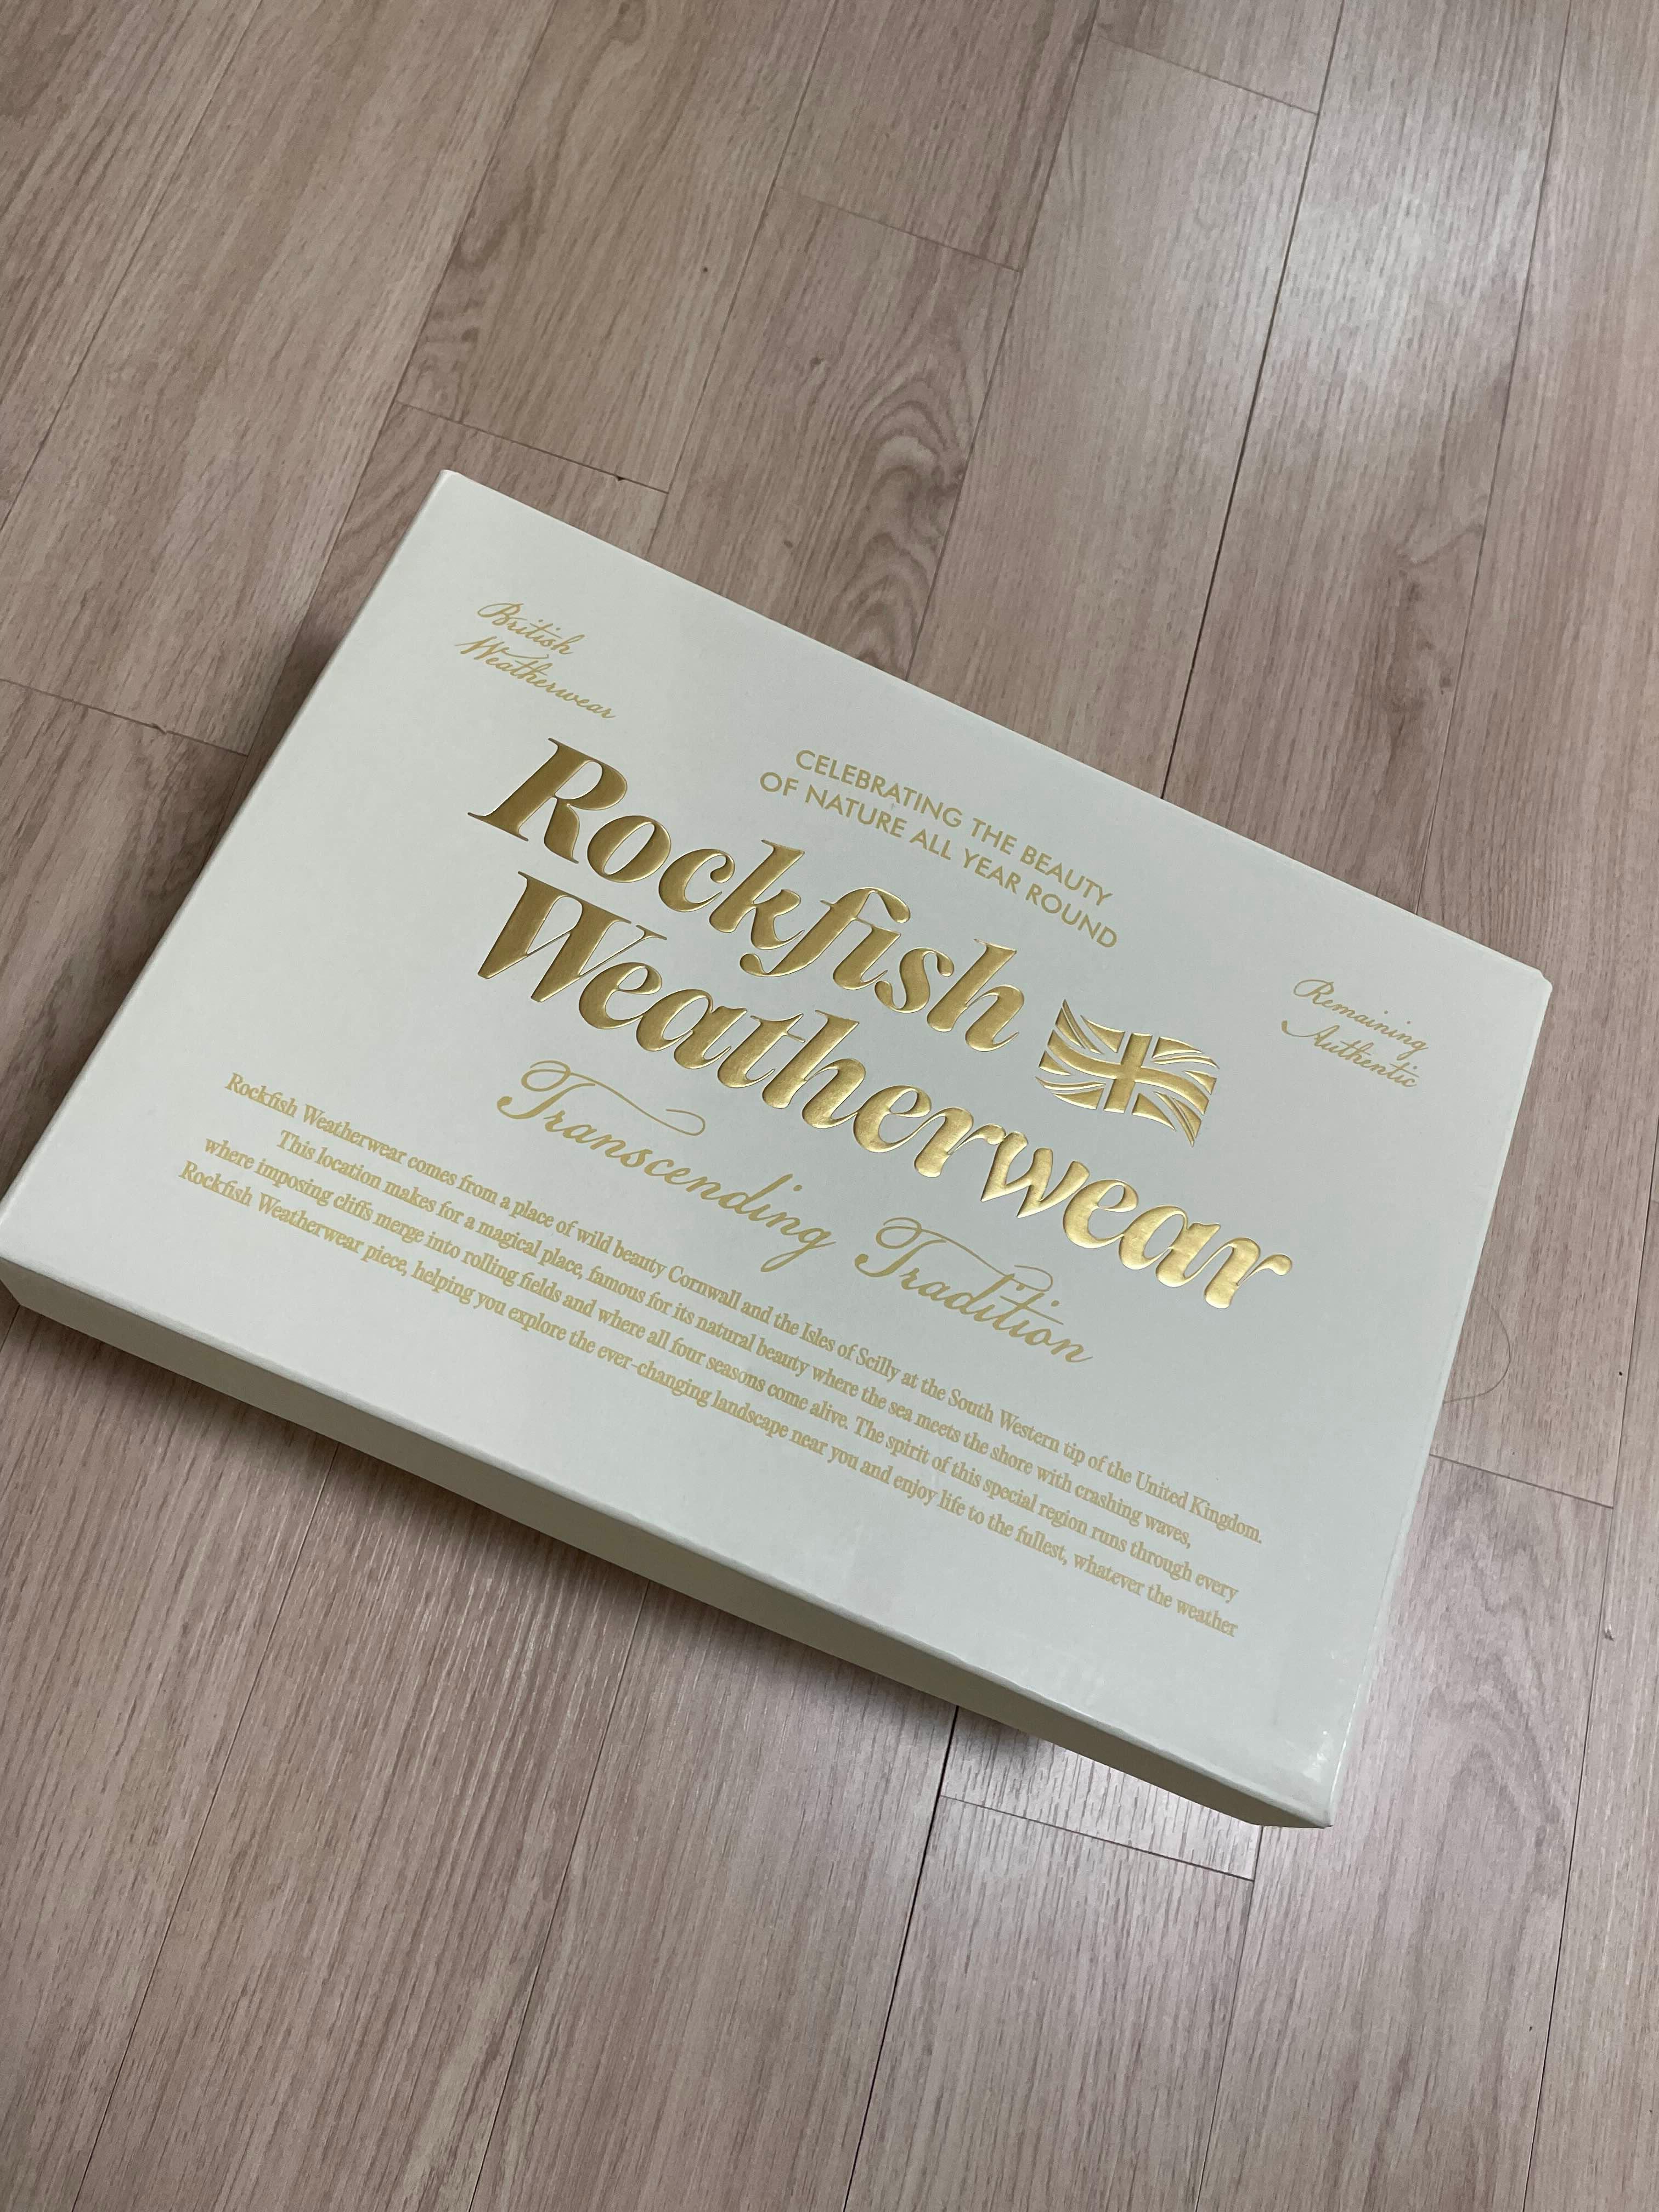 British
Weatherwear
CELEBRATING THE BEAUTY
OF NATURE ALL YEAR ROUND
Remaining
Authentic
Rockfish
Weatherwear
Transcending Tradition
Rockfish Weatherwear comes from a place of wild beauty Cornwall and the Isles of Scilly at the South Western tip of the United Kingdom.
This location makes for a magical place, famous for its natural beauty where the sea meets the shore with crashing waves,
where imposing cliffs merge into rolling fields and where all four seasons come alive. The spirit of this special region runs through every
Rockfish Weatherwear piece, helping you explore the ever-changing landscape near you and enjoy life to the fullest, whatever the weather